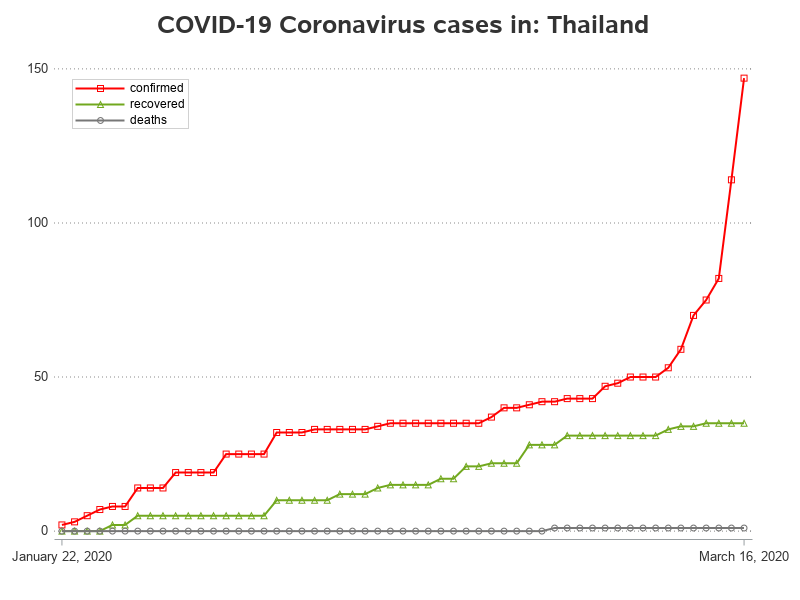 COVID-19 Coronavirus cases in: Thailand
150
confirmed
recovered
deaths
100
50
0
January 22, 2020
March 16, 2020